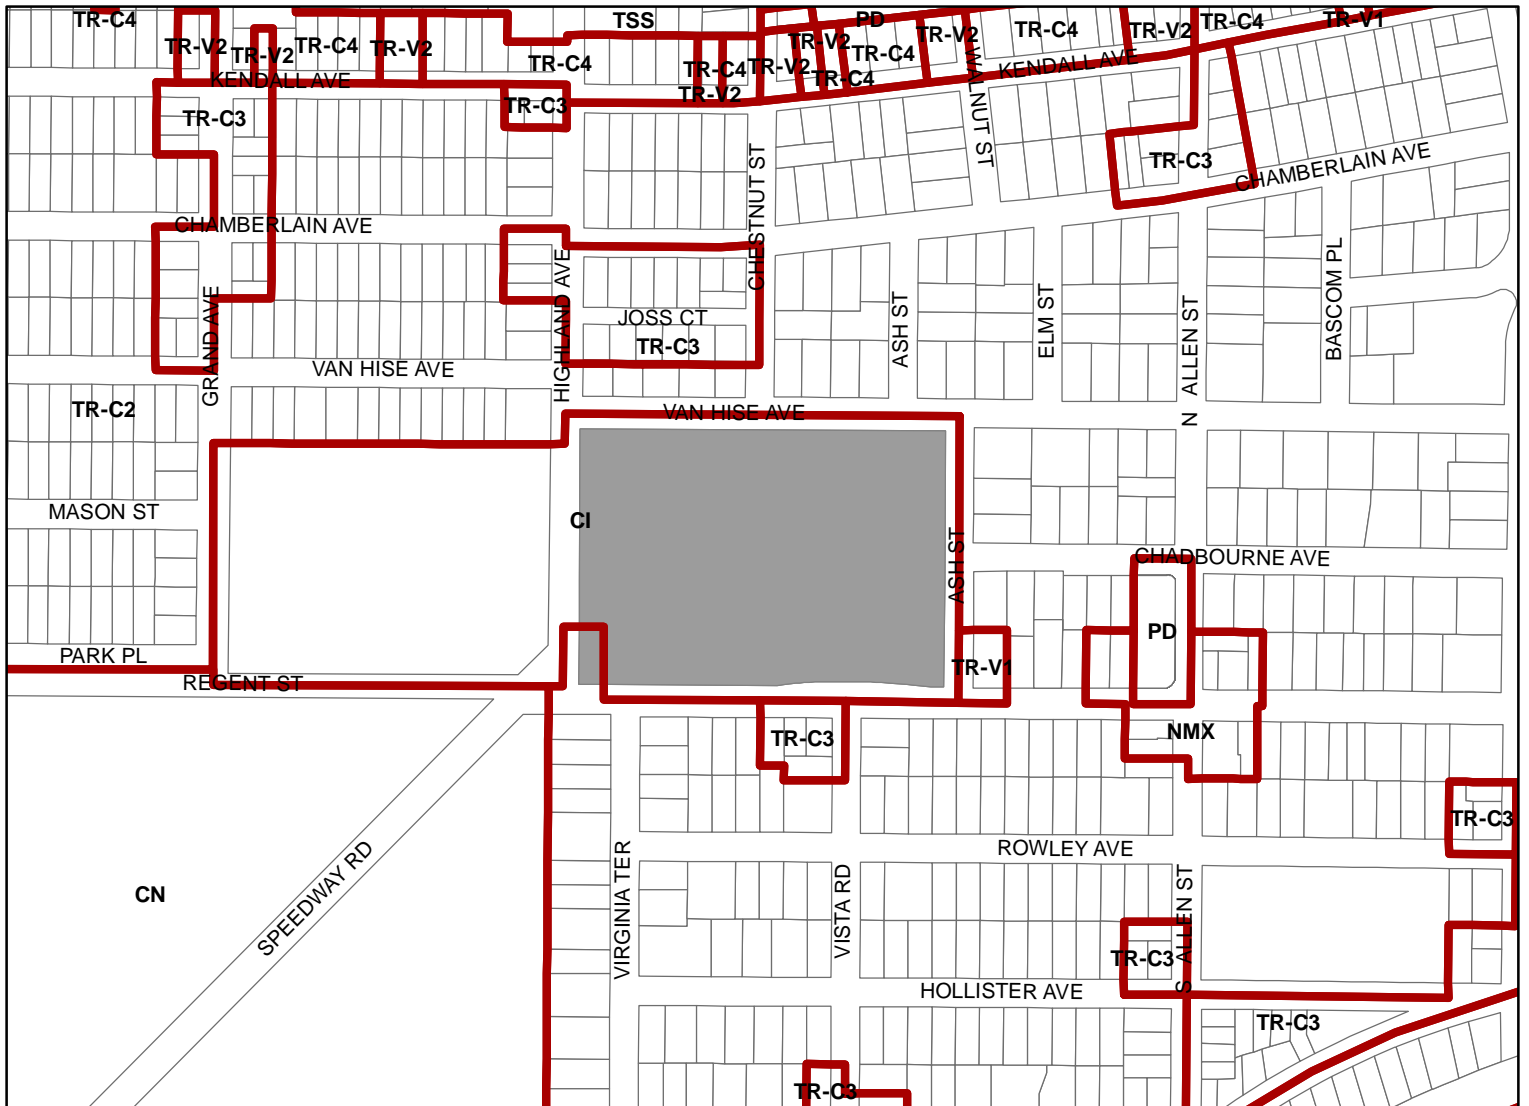 TR-C4
TSS
PD
TR-C4
TR-V2
TR-C4
TR-V1
TR-V2
TR-V2
TR-C4
TR-V2
TR-C4
TR-V2
TR-C4
TR-V2
TR-C4
TR-V2
TR-C4
TR-V2
KENDALL AVE
KENDALL AVE
WALNUT ST
TR-C3
TR-C3
TR-C3
CHAMBERLAIN AVE
CHAMBERLAIN AVE
CHESTNUT ST
HIGHLAND AVE
GRAND AVE
JOSS CT
TR-C3
ASH ST
ELM ST
N ALLEN ST
BASCOM PL
VAN HISE AVE
TR-C2
VAN HISE AVE
MASON ST
CI
ASH ST
CHADBOURNE AVE
PD
PARK PL
REGENT ST
TR-V1
TR-C3
NMX
TR-C3
ROWLEY AVE
CN
SPEEDWAY RD
VIRGINIA TER
VISTA RD
S ALLEN ST
TR-C3
HOLLISTER AVE
TR-C3
TR-C3